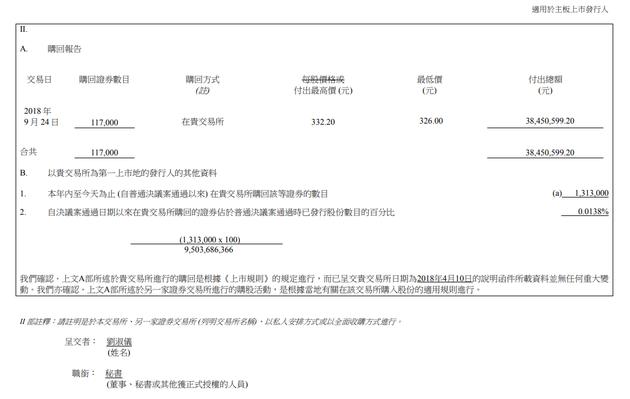 適用於主板上市發行人
II.
A. 購回報告
交易日 購回證券數目 購回方式 每股價格或 最低價 付出總額
(註) 付出最高價 (元) (元) (元)
2018 年
9 月 24 日 117,000 在貴交易所 332.20 326.00 38,450,599.20
合共 117,000 38,450,599.20
B. 以貴交易所為第一上市地的發行人的其他資料
1. 本年內至今天為止 (自普通決議案通過以來) 在貴交易所購回該等證券的數目 (a) 1,313,000
2. 自決議案通過日期以來在貴交易所購回的證券佔於普通決議案通過時已發行股份數目的百分比 0.0138%
(1,313,000 x 100)
9,503,686,366
我們確認，上文A部所述於貴交易所進行的購回是根據《上市規則》的規定進行，而已呈交貴交易所日期為2018年4月10日的說明函件所載資料並無任何重大變
動。我們亦確認，上文A部所述於另一家證券交易所進行的購股活動，是根據當地有關在該交易所購入股份的適用規則進行。
II 部註釋：請註明是於本交易所、另一家證券交易所 (列明交易所名稱)、以私人安排方式或以全面收購方式進行。
呈交者： 劉淑儀
(姓名)
職銜： 秘書
(董事、秘書或其他獲正式授權的人員)